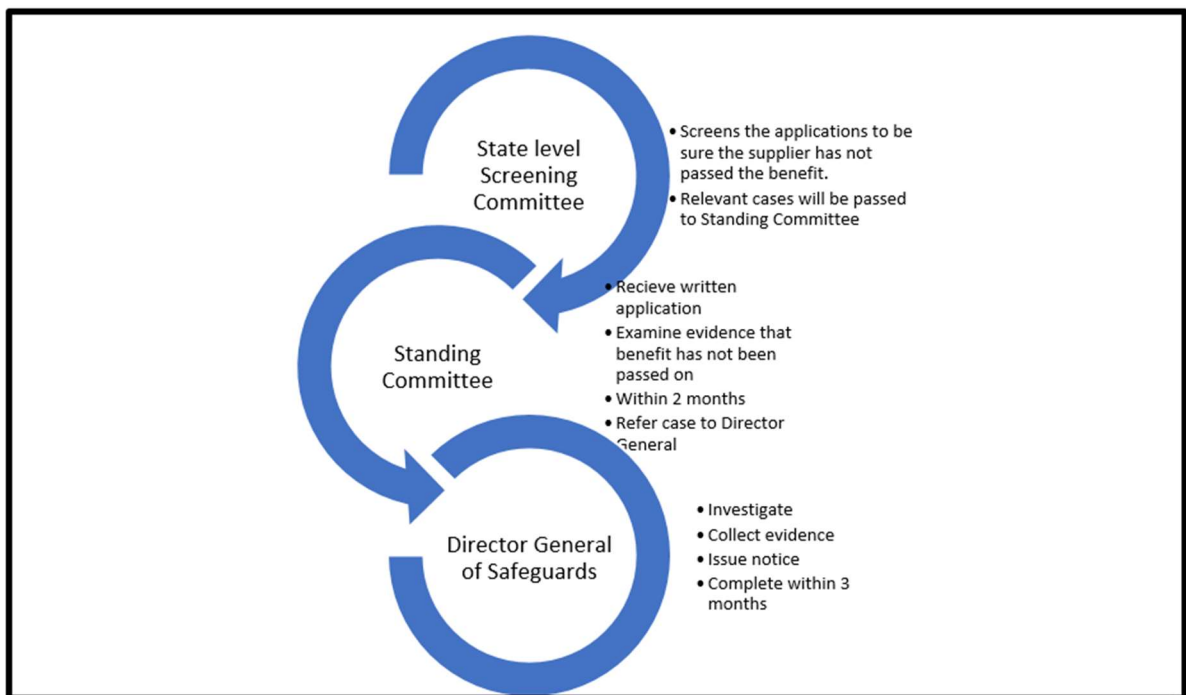 State level
Screening
Committee
• Screens the applications to be
sure the supplier has not
passed the benefit.
• Relevant cases will be passed
to Standing Committee
Standing
Committee
• Recieve written
application
• Examine evidence that
benefit has not been
passed on
• Within 2 months
• Refer case to Director
General
Director General
of Safeguards
• Investigate
• Collect evidence
• Issue notice
• Complete within 3
months